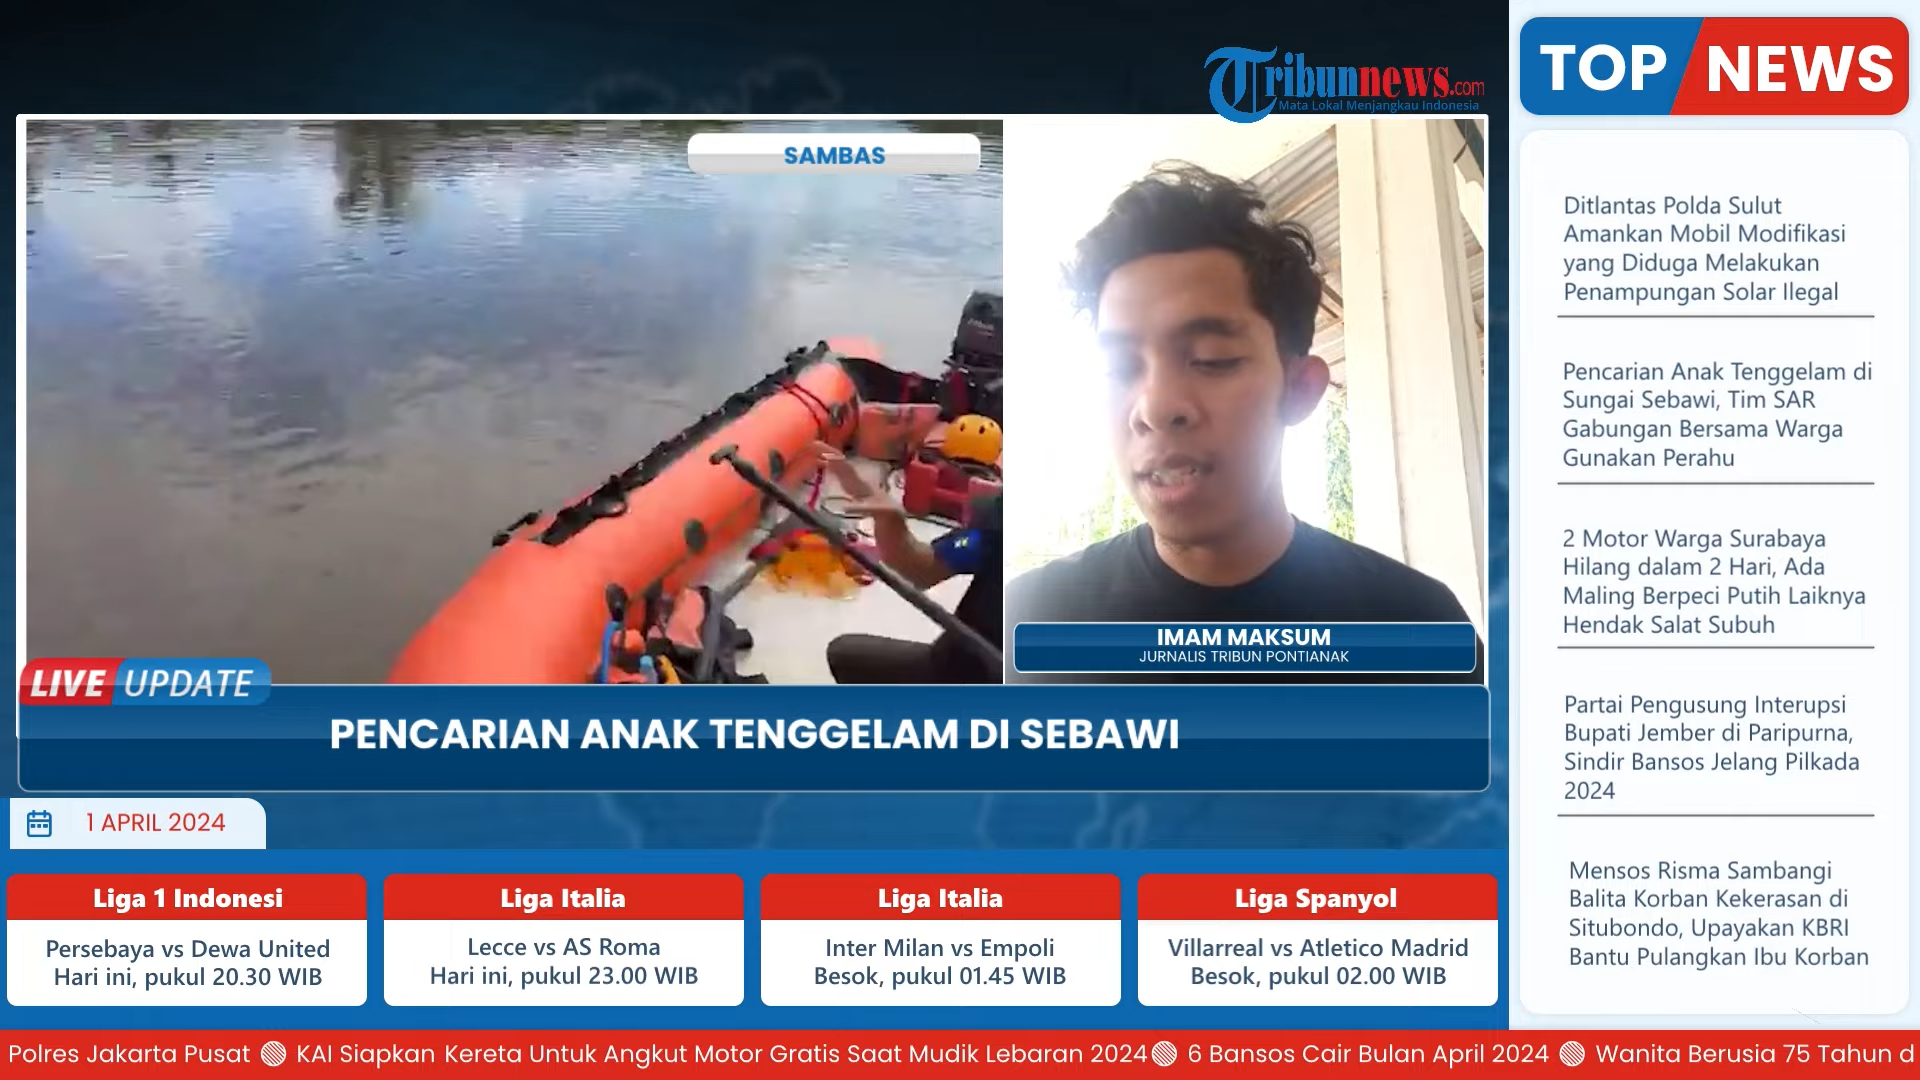 Tribunnews.com
Mata Lokal Menjangkau Indonesia
TOP NEWS
SAMBAS
IMAM MAKSUM
JURNALIS TRIBUN PONTIANAK
LIVE UPDATE
PENCARIAN ANAK TENGGELAM DI SEBAWI
1 APRIL 2024
Ditlantas Polda Sulut
Amankan Mobil Modifikasi
yang Diduga Melakukan
Penampungan Solar Ilegal
Pencarian Anak Tenggelam di
Sungai Sebawi, Tim SAR
Gabungan Bersama Warga
Gunakan Perahu
2 Motor Warga Surabaya
Hilang dalam 2 Hari, Ada
Maling Berpeci Putih Laiknya
Hendak Salat Subuh
Partai Pengusung Interupsi
Bupati Jember di Paripurna,
Sindir Bansos Jelang Pilkada
2024
Mensos Risma Sambangi
Balita Korban Kekerasan di
Situbondo, Upayakan KBRI
Bantu Pulangkan Ibu Korban
Liga 1 Indonesi
Persebaya vs Dewa United
Hari ini, pukul 20.30 WIB
Liga Italia
Lecce vs AS Roma
Hari ini, pukul 23.00 WIB
Liga Italia
Inter Milan vs Empoli
Besok, pukul 01.45 WIB
Liga Spanyol
Villarreal vs Atletico Madrid
Besok, pukul 02.00 WIB
Polres Jakarta Pusat KAI Siapkan Kereta Untuk Angkut Motor Gratis Saat Mudik Lebaran 2024 6 Bansos Cair Bulan April 2024 Wanita Berusia 75 Tahun d